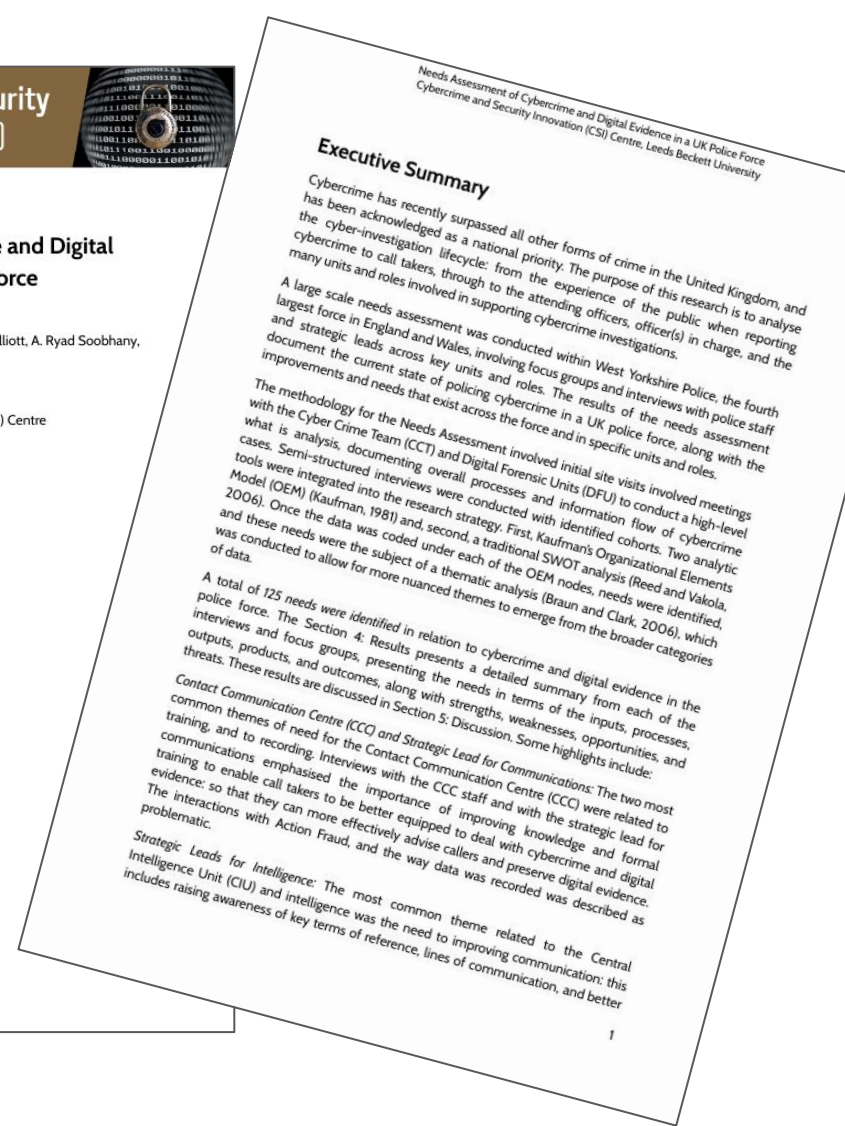 urity
and Digital
orce
lliott, A. Ryad Soobhany,
) Centre
Needs Assessment of Cybercrime and Digital Evidence in a UK Police Force
Cybercrime and Security Innovation (CSI) Centre, Leeds Beckett University
Executive Summary
Cybercrime has recently surpassed all other forms of crime in the United Kingdom, and
has been acknowledged as a national priority. The purpose of this research is to analyse
the cyber-investigation lifecycle: from the experience of the public when reporting
cybercrime to call takers, through to the attending officers, officer(s) in charge, and the
many units and roles involved in supporting cybercrime investigations.
A large scale needs assessment was conducted within West Yorkshire Police, the fourth
largest force in England and Wales, involving focus groups and interviews with police staff
and strategic leads across key units and roles. The results of the needs assessment
document the current state of policing cybercrime in a UK police force, along with the
improvements and needs that exist across the force and in specific units and roles.
The methodology for the Needs Assessment involved initial site visits involved meetings
with the Cyber Crime Team (CCT) and Digital Forensic Units (DFU) to conduct a high-level
what is analysis, documenting overall processes and information flow of cybercrime
cases. Semi-structured interviews were conducted with identified cohorts. Two analytic
tools were integrated into the research strategy. First, Kaufman's Organizational Elements
Model (OEM) (Kaufman, 1981) and, second, a traditional SWOT analysis (Reed and Vakola,
2006). Once the data was coded under each of the OEM nodes, needs were identified,
and these needs were the subject of a thematic analysis (Braun and Clark, 2006), which
was conducted to allow for more nuanced themes to emerge from the broader categories
of data.
A total of 125 needs were identified in relation to cybercrime and digital evidence in the
police force. The Section 4: Results presents a detailed summary from each of the
interviews and focus groups, presenting the needs in terms of the inputs, processes,
outputs, products, and outcomes, along with strengths, weaknesses, opportunities, and
threats. These results are discussed in Section 5: Discussion. Some highlights include:
Contact Communication Centre (CCC) and Strategic Lead for Communications: The two most
common themes of need for the Contact Communication Centre (CCC) were related to
training, and to recording. Interviews with the CCC staff and with the strategic lead for
communications emphasised the importance of improving knowledge and formal
training to enable call takers to be better equipped to deal with cybercrime and digital
evidence: so that they can more effectively advise callers and preserve digital evidence.
The interactions with Action Fraud, and the way data was recorded was described as
problematic.
Strategic Leads for Intelligence: The most common theme related to the Central
Intelligence Unit (CIU) and intelligence was the need to improving communication; this
includes raising awareness of key terms of reference, lines of communication, and better
1